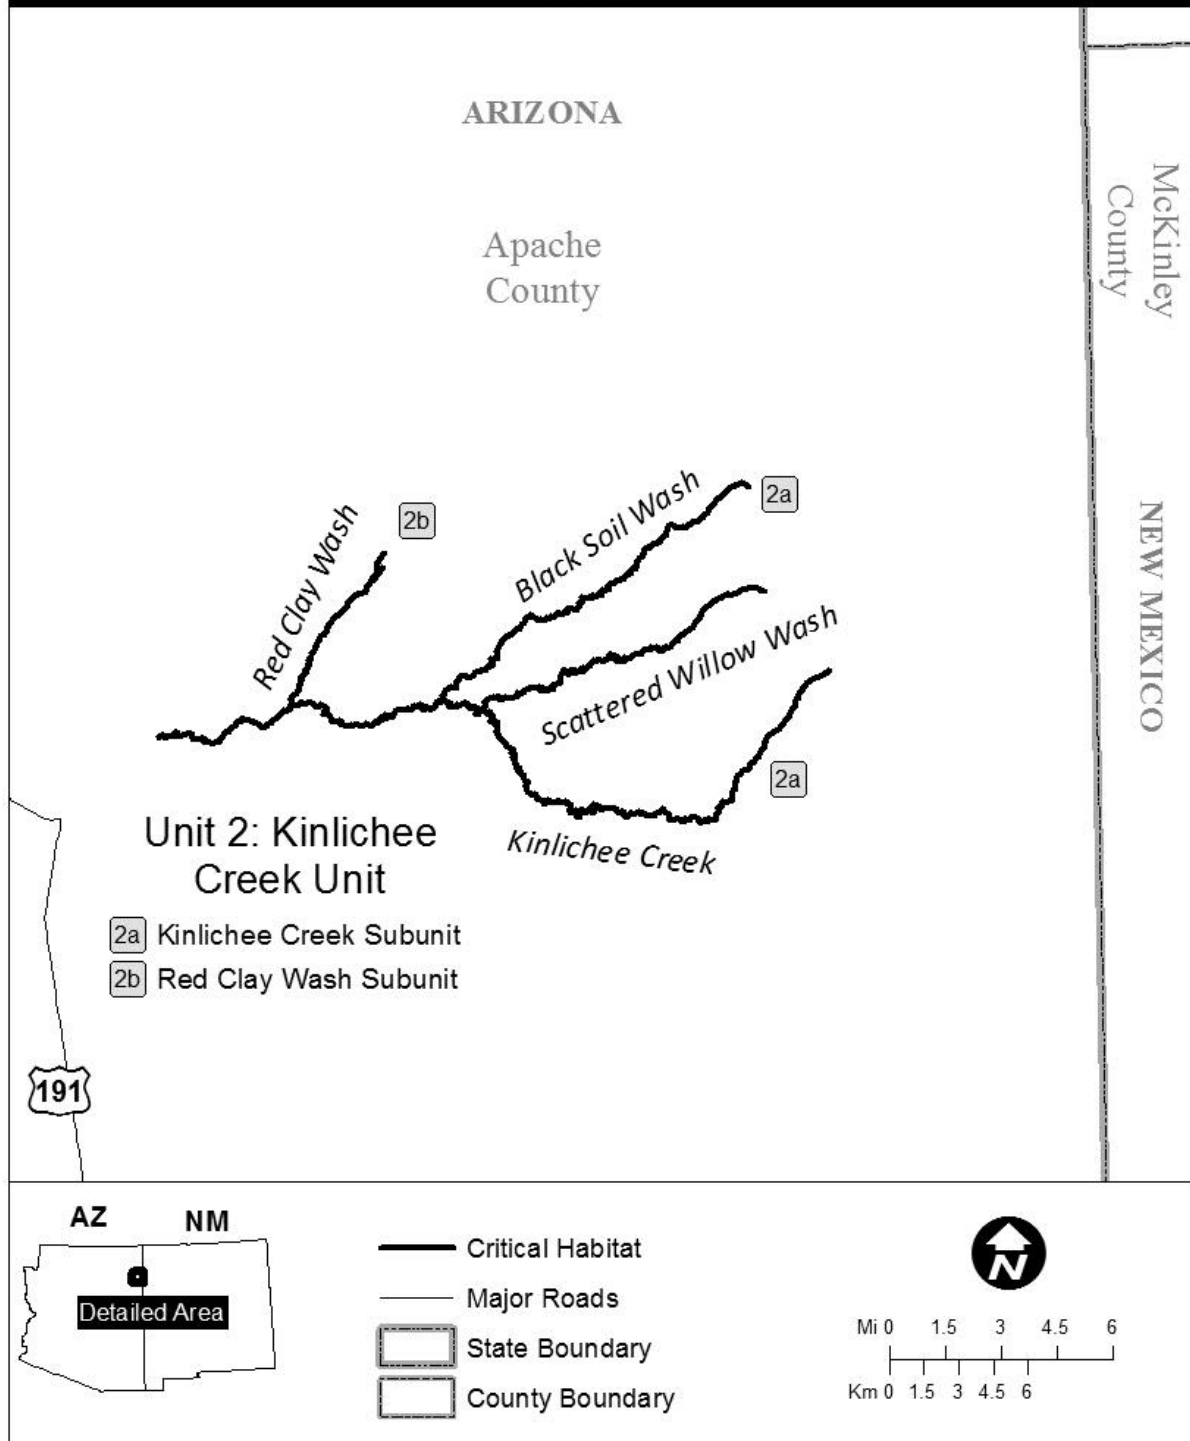 ARIZONA
Apache
County
McKinley
County
NEW MEXICO
Red Clay Wash
2b
Black Soil Wash
2a
Scattered Willow Wash
2a
Kinlichee Creek
Unit 2: Kinlichee
Creek Unit
2a Kinlichee Creek Subunit
2b Red Clay Wash Subunit
191
AZ NM
Detailed Area
Critical Habitat
Major Roads
State Boundary
County Boundary
N
Mi 0 1.5 3 4.5 6
Km 0 1.5 3 4.5 6